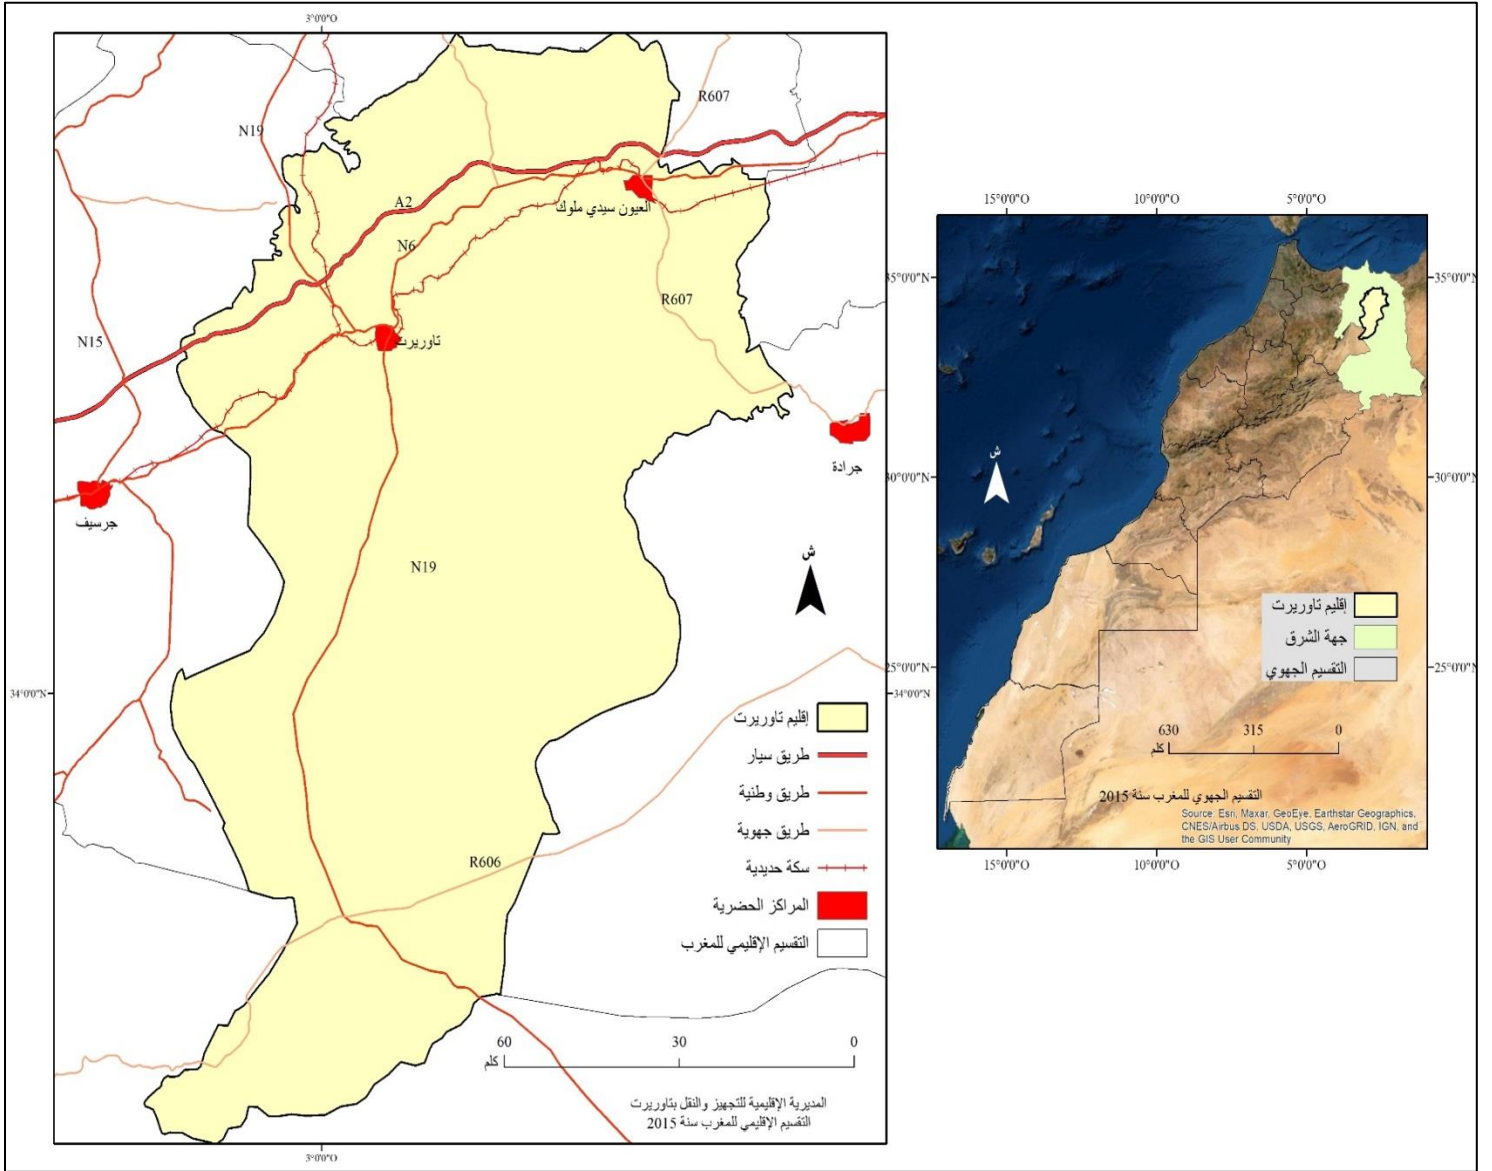 3°0'0"O
R607
N19
A2
العيون سيدي ملوك
N6
R607
N15
تاوريرت
جرادة
جرسيف
ش
N19
34°0'0"N
34°0'0"N
إقليم تاوريرت
طريق سيار
طريق وطنية
طريق جهوية
R606
سكة حديدية
المراكز الحضرية
التقسيم الإقليمي للمغرب
60 30 0
كلم
المديرية الإقليمية للتجهيز والنقل بتاوريرت
التقسيم الإقليمي للمغرب سنة 2015
3°0'0"O
15°0'0"O 10°0'0"O 5°0'0"O
35°0'0"N 35°0'0"N
ش
30°0'0"N 30°0'0"N
إقليم تاوريرت
جهة الشرق
التقسيم الجهوي
25°0'0"N 25°0'0"N
630 315 0
كلم
التقسيم الجهوي للمغرب سنة 2015
Source: Esri, Maxar, GeoEye, Earthstar Geographics,
CNES/Airbus DS, USDA, USGS, AeroGRID, IGN, and
the GIS User Community
15°0'0"O 10°0'0"O 5°0'0"O